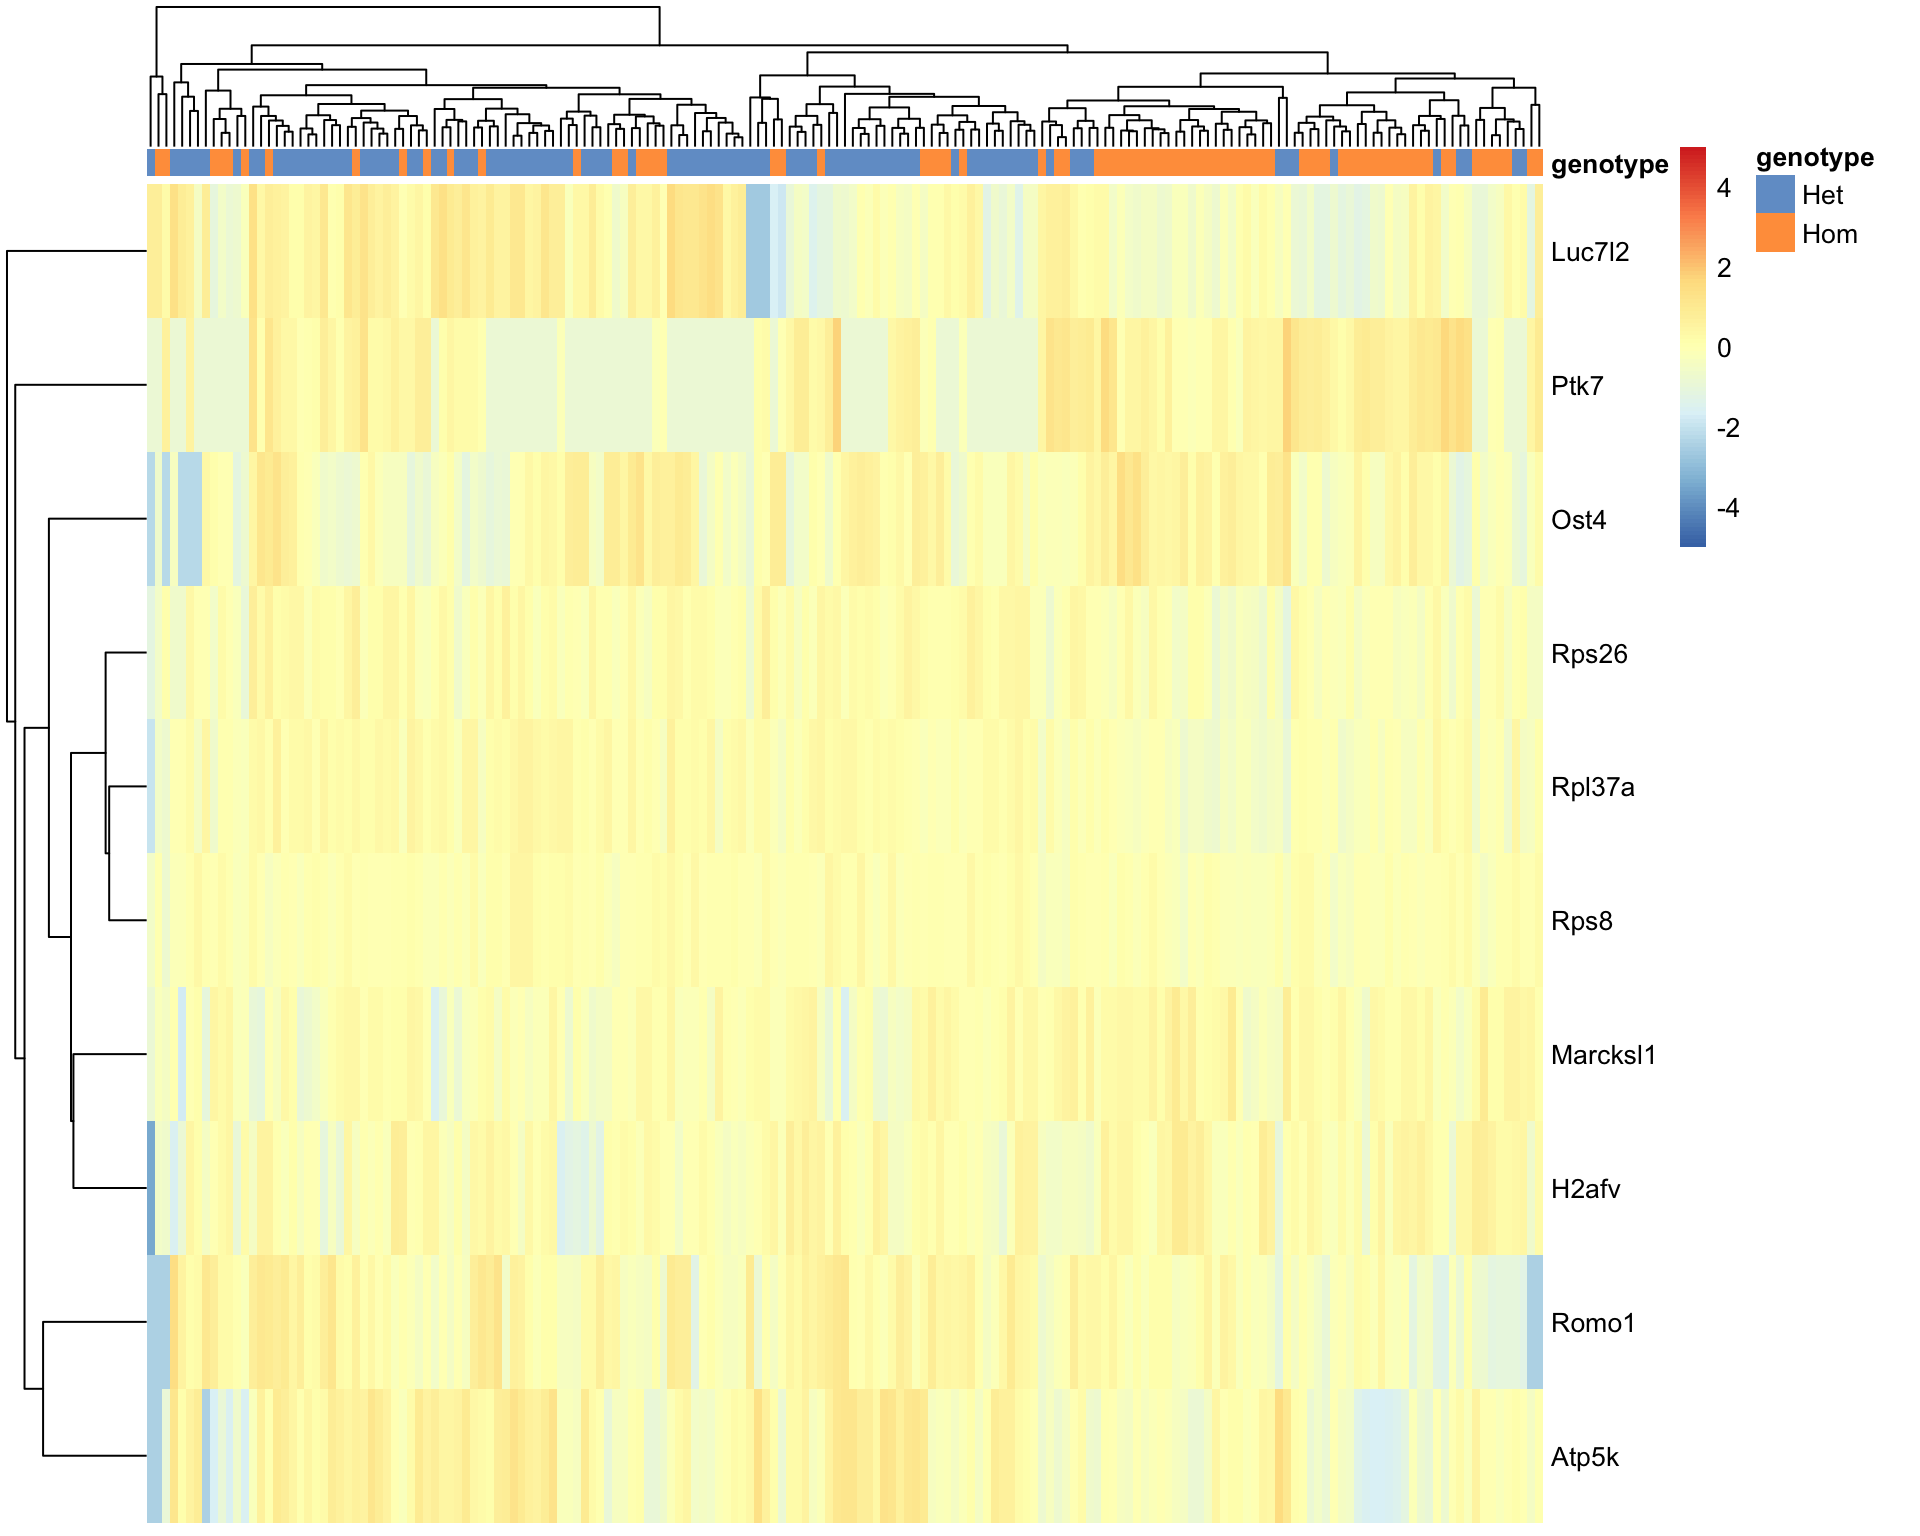 genotype
4
2
0
-2
-4
genotype
Het
Hom
Luc7l2
Ptk7
Ost4
Rps26
Rpl37a
Rps8
Marcksl1
H2afv
Romo1
Atp5k